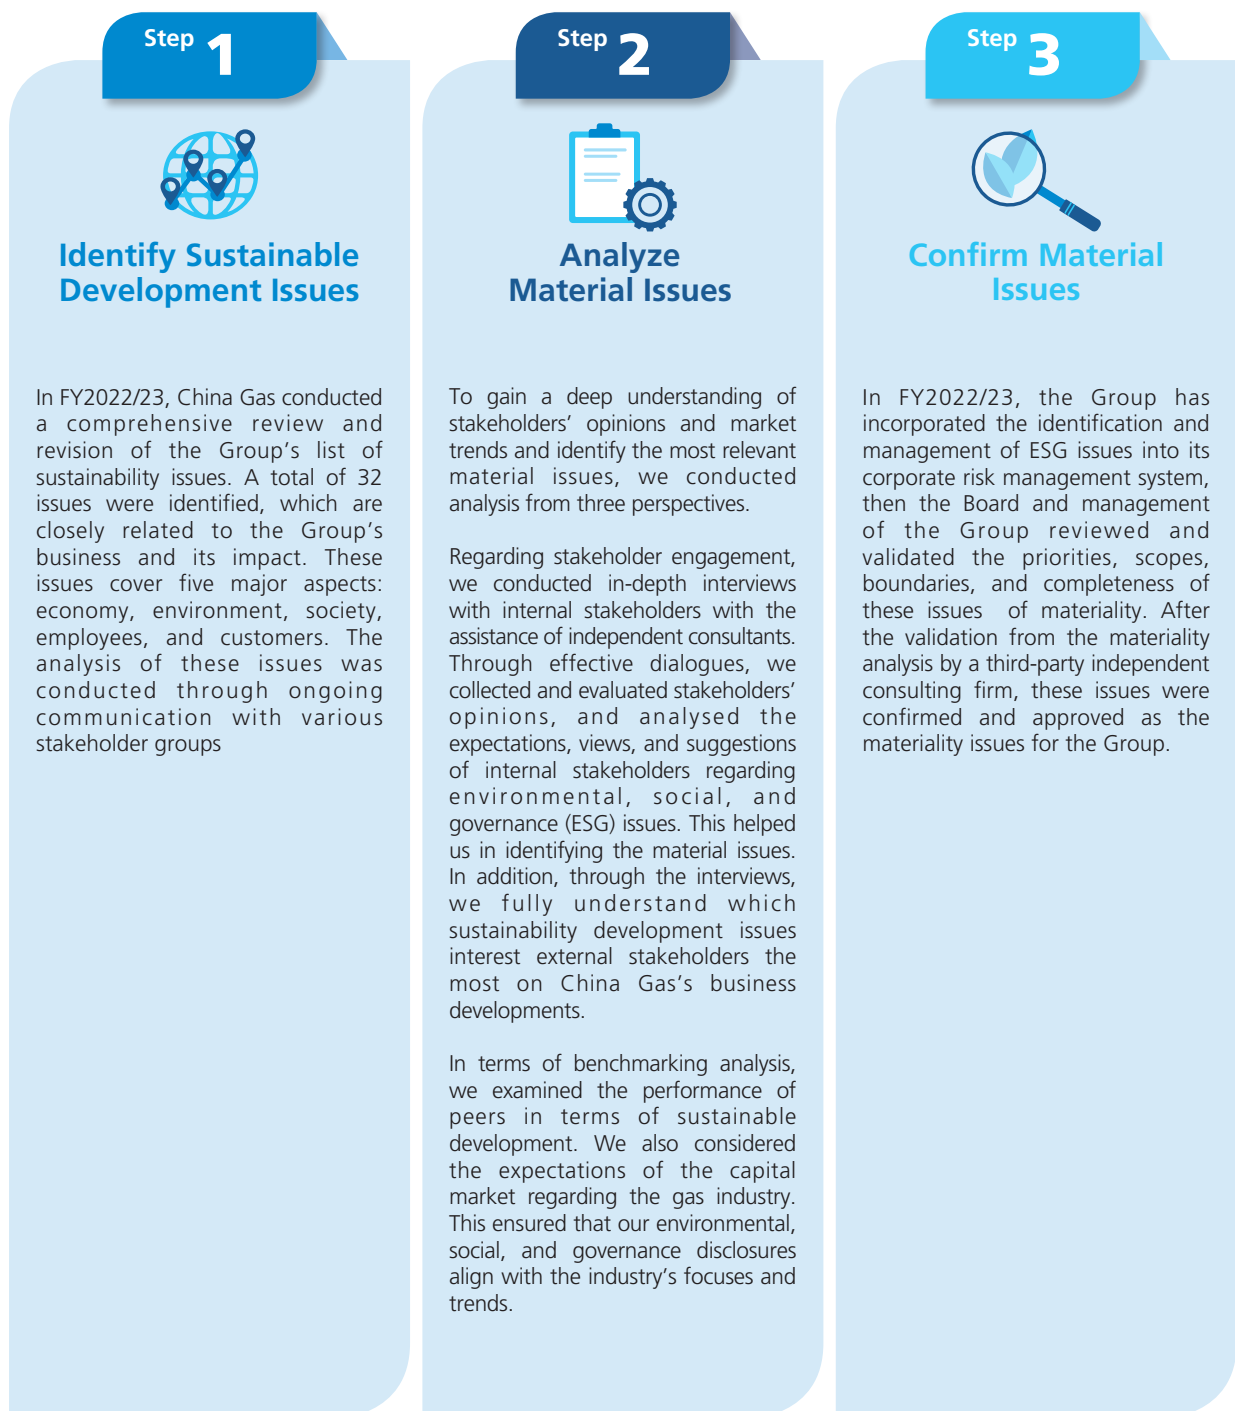 Step 1
Identify Sustainable
Development Issues
In FY2022/23, China Gas conducted
a comprehensive review and
revision of the Group's list of
sustainability issues. A total of 32
issues were identified, which are
closely related to the Group's
business and its impact. These
issues cover five major aspects:
economy, environment, society,
employees, and customers. The
analysis of these issues was
conducted through ongoing
communication with various
stakeholder groups
Step 2
Analyze
Material Issues
To gain a deep understanding of
stakeholders' opinions and market
trends and identify the most relevant
material issues, we conducted
analysis from three perspectives.
Regarding stakeholder engagement,
we conducted in-depth interviews
with internal stakeholders with the
assistance of independent consultants.
Through effective dialogues, we
collected and evaluated stakeholders'
opinions, and analysed the
expectations, views, and suggestions
of internal stakeholders regarding
environmental, social, and
governance (ESG) issues. This helped
us in identifying the material issues.
In addition, through the interviews,
we fully understand which
sustainability development issues
interest external stakeholders the
most on China Gas's business
developments.
In terms of benchmarking analysis,
we examined the performance of
peers in terms of sustainable
development. We also considered
the expectations of the capital
market regarding the gas industry.
This ensured that our environmental,
social, and governance disclosures
align with the industry's focuses and
trends.
Step 3
Confirm Material
Issues
In FY2022/23, the Group has
incorporated the identification and
management of ESG issues into its
corporate risk management system,
then the Board and management
of the Group reviewed and
validated the priorities, scopes,
boundaries, and completeness of
these issues of materiality. After
the validation from the materiality
analysis by a third-party independent
consulting firm, these issues were
confirmed and approved as the
materiality issues for the Group.